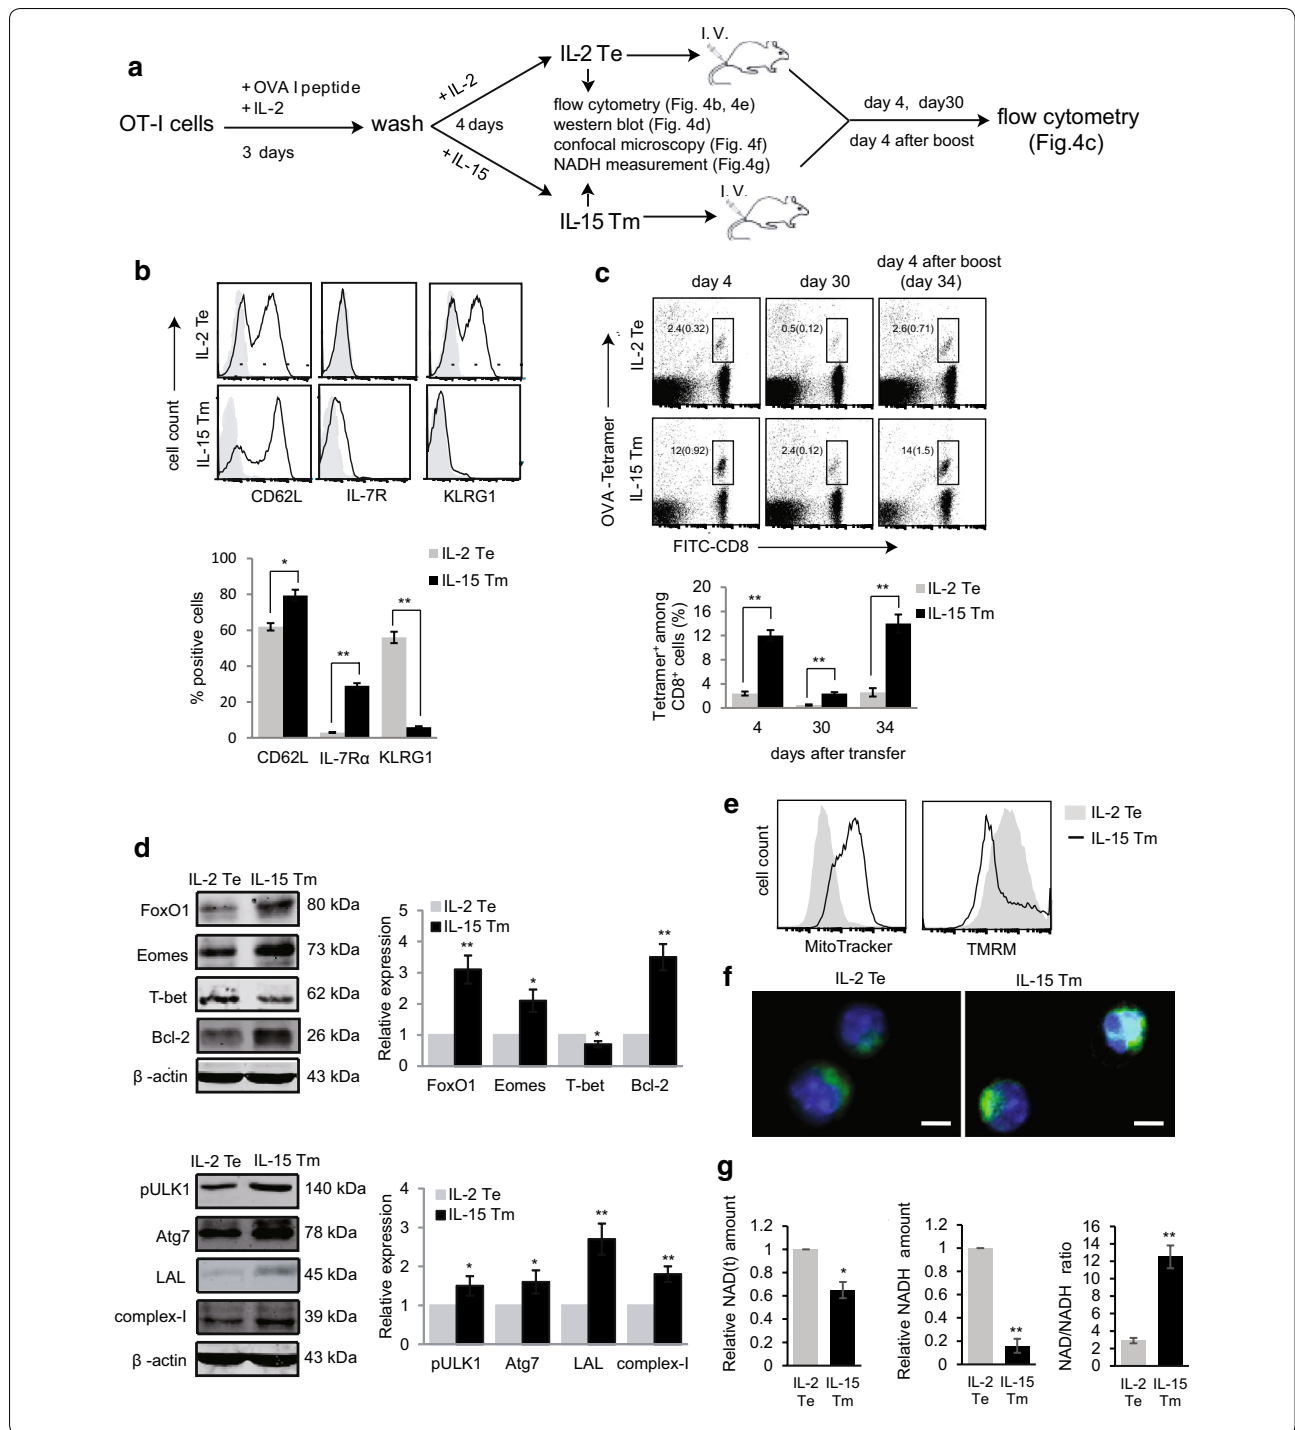 a
I.V.
IL-2 Te
+ OVA I peptide
+ IL-2
+ IL-2
OT-I cells
wash
4 days
3 days
+ IL-15
flow cytometry (Fig. 4b, 4e)
western blot (Fig. 4d)
confocal microscopy (Fig. 4f)
NADH measurement (Fig.4g)
day 4, day30
day 4 after boost
flow cytometry
(Fig.4c)
I.V.
IL-15 Tm
b
cell count
IL-2 Te
IL-15 Tm
CD62L IL-7R KLRG1
% positive cells
100
80
60
40
20
0
* ** **
IL-2 Te
IL-15 Tm
CD62L IL-7Rα KLRG1
c
day 4 day 30 day 4 after boost
(day 34)
OVA-Tetramer
IL-2 Te
2.4(0.32) 0.5(0.12) 2.6(0.71)
IL-15 Tm
12(0.92) 2.4(0.12) 14(1.5)
FITC-CD8
Tetramer+ among
CD8+ cells (%)
20
16
12
8
4
0
** ** **
IL-2 Te
IL-15 Tm
4 30 34
days after transfer
d
IL-2 Te IL-15 Tm
FoxO1 80 kDa
Eomes 73 kDa
T-bet 62 kDa
Bcl-2 26 kDa
β -actin 43 kDa
Relative expression
5
4
3
2
1
0
IL-2 Te
IL-15 Tm
** * * **
FoxO1 Eomes T-bet Bcl-2
IL-2 Te IL-15 Tm
pULK1 140 kDa
Atg7 78 kDa
LAL 45 kDa
complex-I 39 kDa
β -actin 43 kDa
Relative expression
4
3
2
1
0
IL-2 Te
IL-15 Tm
* * ** **
pULK1 Atg7 LAL complex-I
e
cell count
MitoTracker TMRM
IL-2 Te
IL-15 Tm
f
IL-2 Te IL-15 Tm
g
Relative NAD(t) amount
1.2
1
0.8
0.6
0.4
0.2
0
*
IL-2 IL-15
Te Tm
Relative NADH amount
1.2
1
0.8
0.6
0.4
0.2
0
**
IL-2 IL-15
Te Tm
NAD/NADH ratio
16
14
12
10
8
6
4
2
0
**
IL-2 IL-15
Te Tm